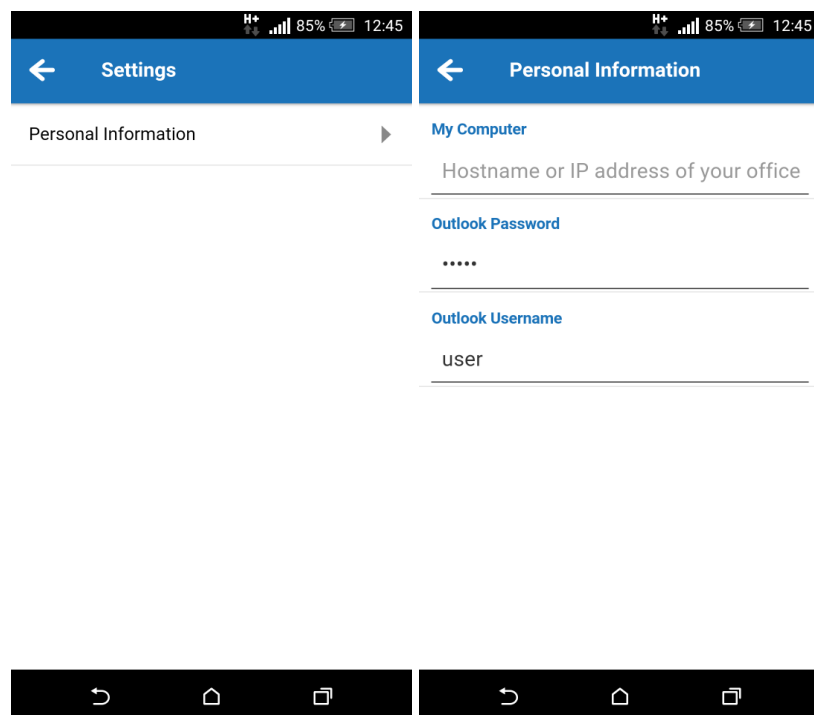 H+ 85% 12:45
Settings
Personal Information
H+ 85% 12:45
Personal Information
My Computer
Hostname or IP address of your office
Outlook Password
•••••
Outlook Username
user